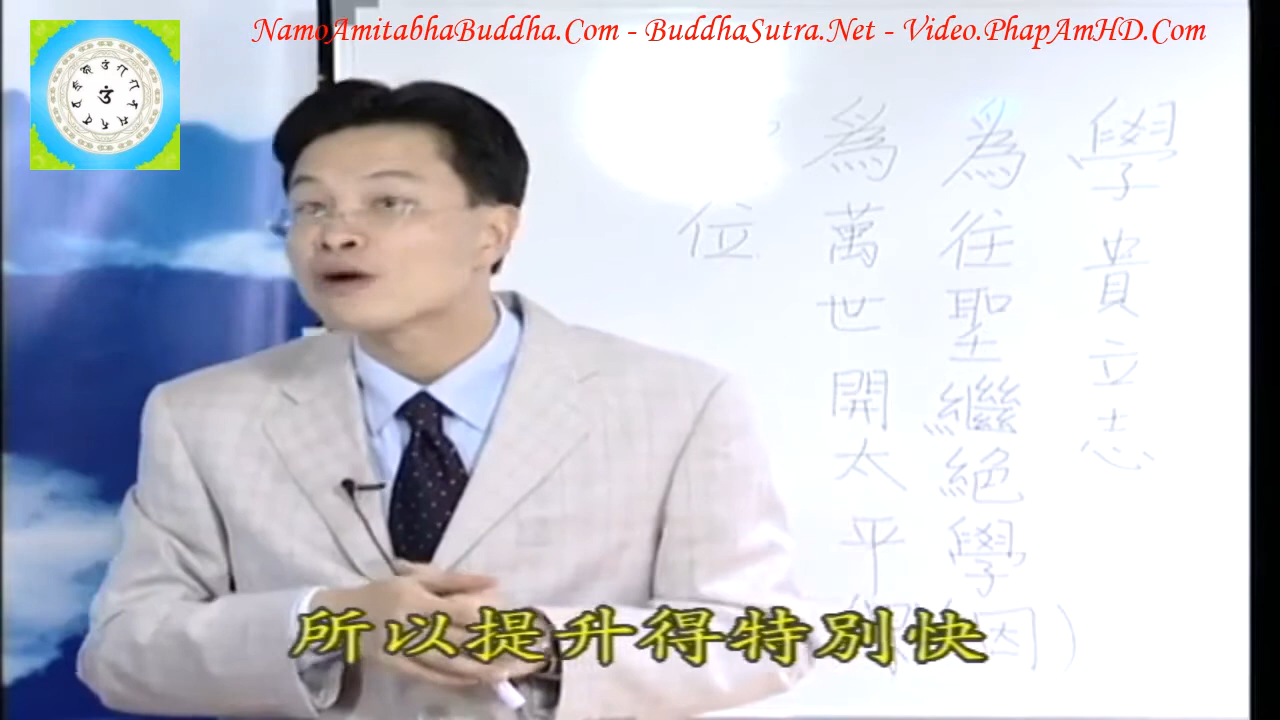 NamoAmitabhaBuddha.Com - BuddhaSutra.Net - Video.PhapAmHD.Com
學貴立志
為往聖繼絕學
因)
為萬世開太平
位
所以提升得特別快